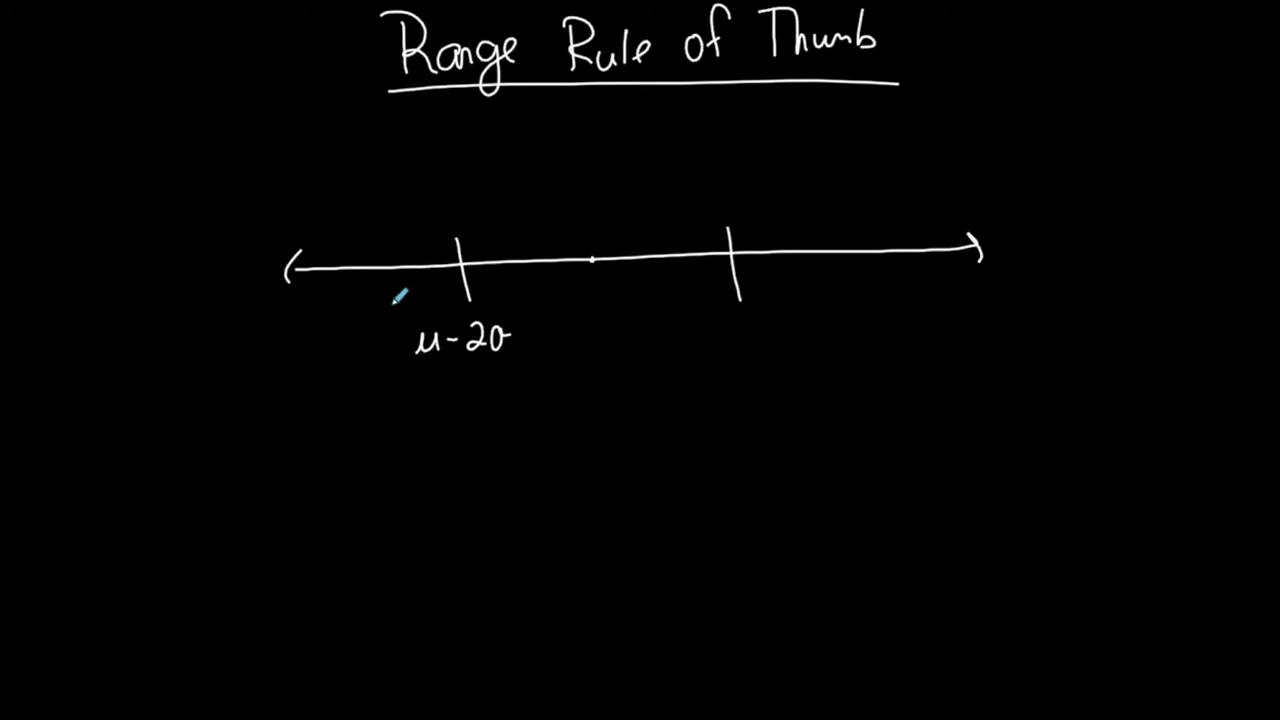 Range Rule of Thumb
μ-2σ